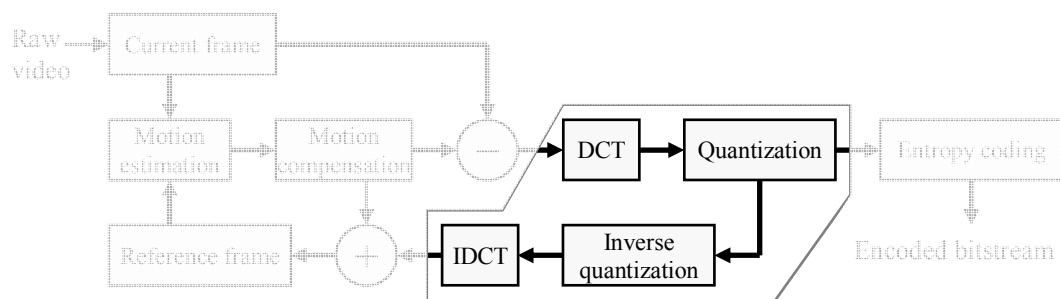 Raw
video
Current frame
Motion
estimation
Motion
compensation
−
DCT
Quantization
Entropy coding
Reference frame
+
IDCT
Inverse
quantization
Encoded bitstream